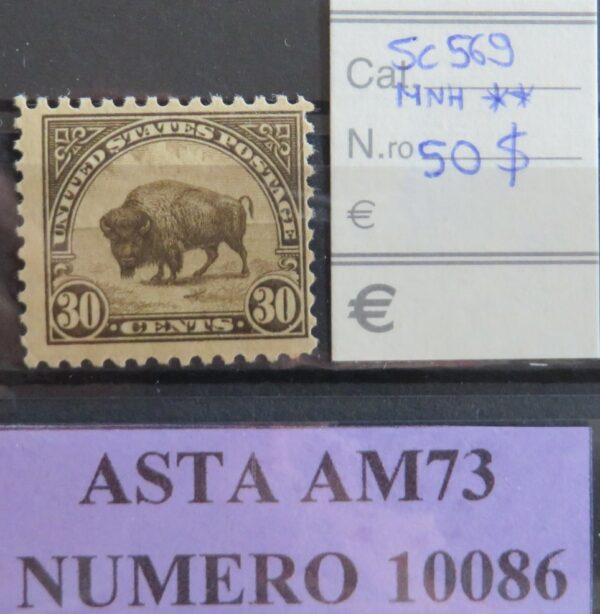 UNITED STATES POSTAGE
30 CENTS 30
Cat. Sc 569
MNH **
N.ro 50 $
€
€
ASTA AM73
NUMERO 10086